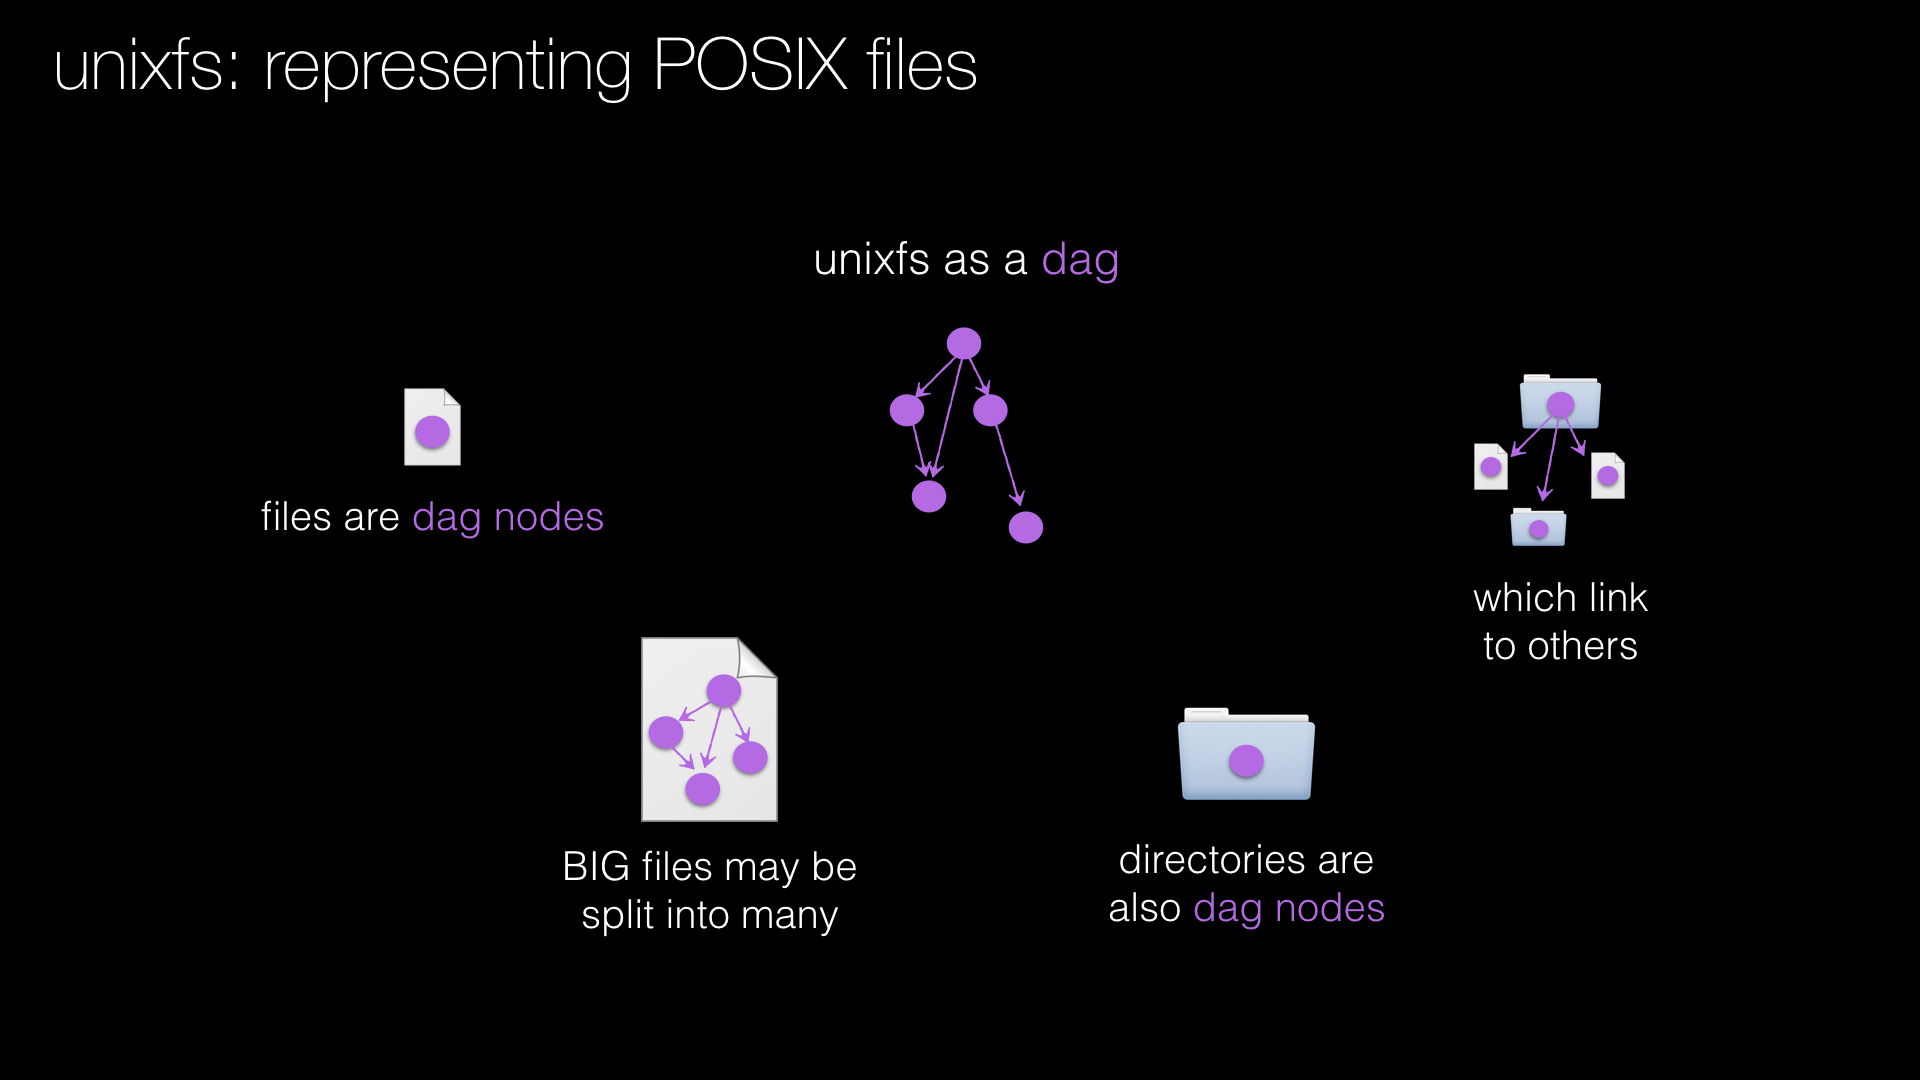 unixfs: representing POSIX files
unixfs as a dag
files are dag nodes
BIG files may be
split into many
directories are
also dag nodes
which link
to others